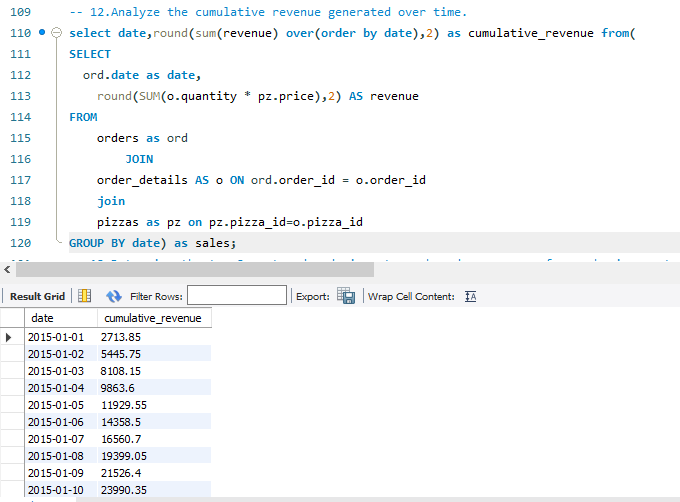 109 -- 12.Analyze the cumulative revenue generated over time.
110 select date,round(sum(revenue) over(order by date),2) as cumulative_revenue from(
111 SELECT
112 ord.date as date,
113 round(SUM(o.quantity * pz.price),2) AS revenue
114 FROM
115 orders as ord
116 JOIN
117 order_details AS o ON ord.order_id = o.order_id
118 join
119 pizzas as pz on pz.pizza_id=o.pizza_id
120 GROUP BY date) as sales;
Result Grid Filter Rows: Export: Wrap Cell Content: IA
date cumulative_revenue
2015-01-01 2713.85
2015-01-02 5445.75
2015-01-03 8108.15
2015-01-04 9863.6
2015-01-05 11929.55
2015-01-06 14358.5
2015-01-07 16560.7
2015-01-08 19399.05
2015-01-09 21526.4
2015-01-10 23990.35